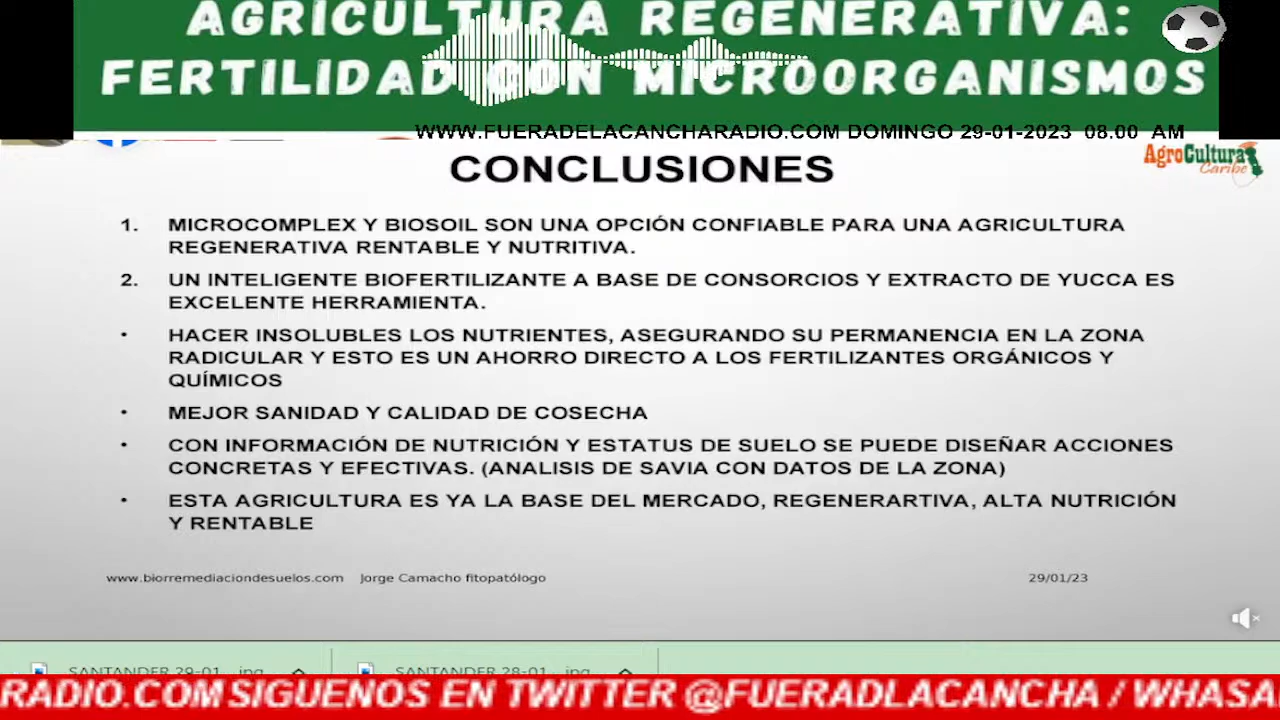 AGRICULTURA REGENERATIVA:
FERTILIDAD CON MICROORGANISMOS
WWW.FUERADELACANCHARADIO.COM DOMINGO 29-01-2023 08.00 AM
AgroCultura
Caribe
CONCLUSIONES
1. MICROCOMPLEX Y BIOSOIL SON UNA OPCIÓN CONFIABLE PARA UNA AGRICULTURA
REGENERATIVA RENTABLE Y NUTRITIVA.
2. UN INTELIGENTE BIOFERTILIZANTE A BASE DE CONSORCIOS Y EXTRACTO DE YUCCA ES
EXCELENTE HERRAMIENTA.
• HACER INSOLUBLES LOS NUTRIENTES, ASEGURANDO SU PERMANENCIA EN LA ZONA
RADICULAR Y ESTO ES UN AHORRO DIRECTO A LOS FERTILIZANTES ORGÁNICOS Y
QUÍMICOS
• MEJOR SANIDAD Y CALIDAD DE COSECHA
• CON INFORMACIÓN DE NUTRICIÓN Y ESTATUS DE SUELO SE PUEDE DISEÑAR ACCIONES
CONCRETAS Y EFECTIVAS. (ANALISIS DE SAVIA CON DATOS DE LA ZONA)
• ESTA AGRICULTURA ES YA LA BASE DEL MERCADO, REGENERARTIVA, ALTA NUTRICIÓN
Y RENTABLE
www.biorremediaciondesuelos.com Jorge Camacho fitopatólogo 29/01/23
SANTANDER 29-01 ....jpg SANTANDER 28-01 ....jpg
RADIO.COM SIGUENOS EN TWITTER @FUERADLACANCHA / WHASA